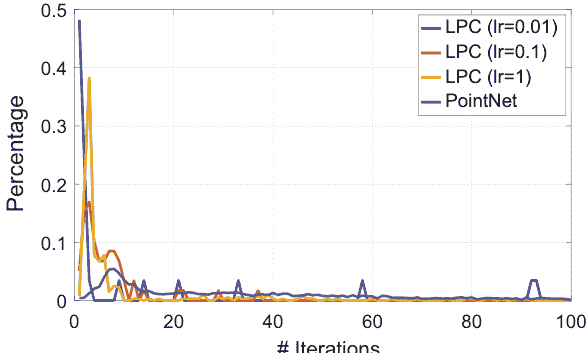 0.5
0.4
0.3
0.2
0.1
0
Percentage
LPC (lr=0.01)
LPC (lr=0.1)
LPC (lr=1)
PointNet
0 20 40 60 80 100
# Iterations